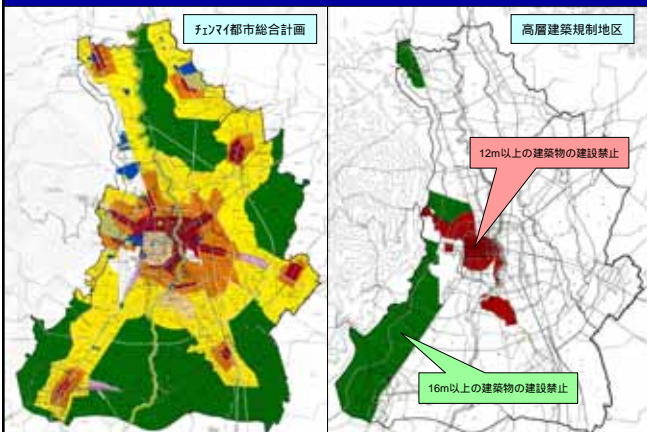 ﾁｪﾝﾏｲ都市総合計画
高層建築規制地区
12m以上の建築物の建設禁止
16m以上の建築物の建設禁止